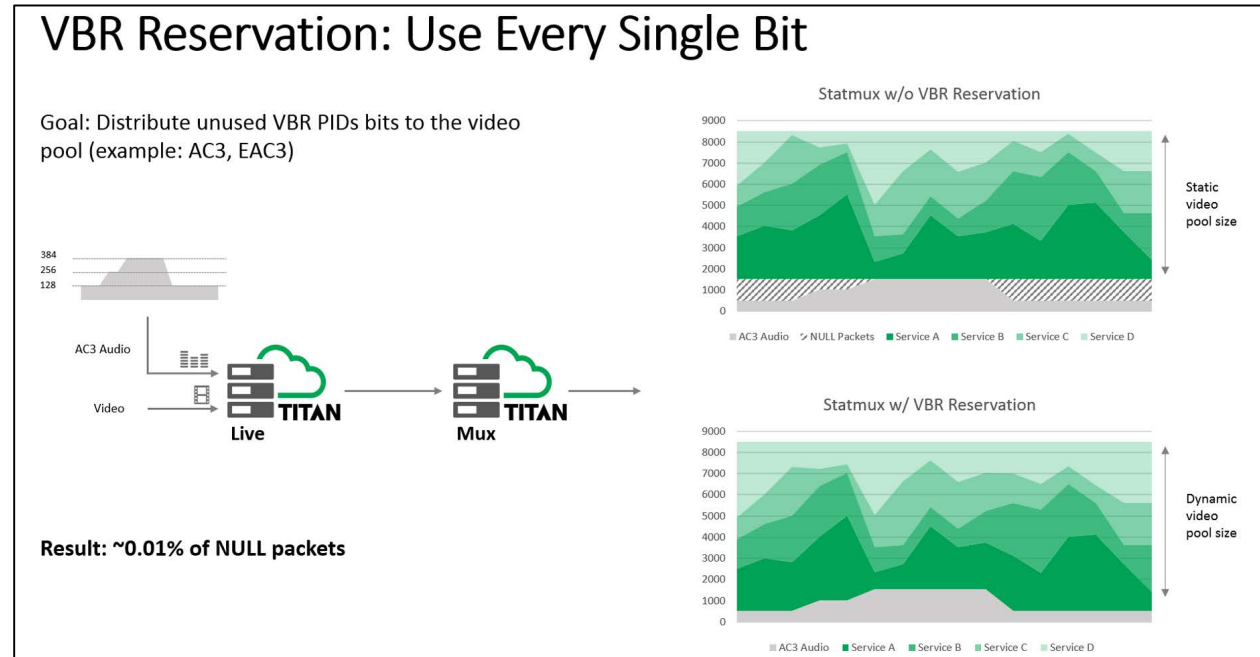 VBR Reservation: Use Every Single Bit
Goal: Distribute unused VBR PIDs bits to the video
pool (example: AC3, EAC3)
384
256
128
AC3 Audio
Video
TITAN
Live
TITAN
Mux
Result: ~0.01% of NULL packets
Statmux w/o VBR Reservation
9000
8000
7000
6000
5000
4000
3000
2000
1000
0
Static
video
pool size
AC3 Audio NULL Packets Service A Service B Service C Service D
Statmux w/ VBR Reservation
9000
8000
7000
6000
5000
4000
3000
2000
1000
0
Dynamic
video
pool size
AC3 Audio Service A Service B Service C Service D